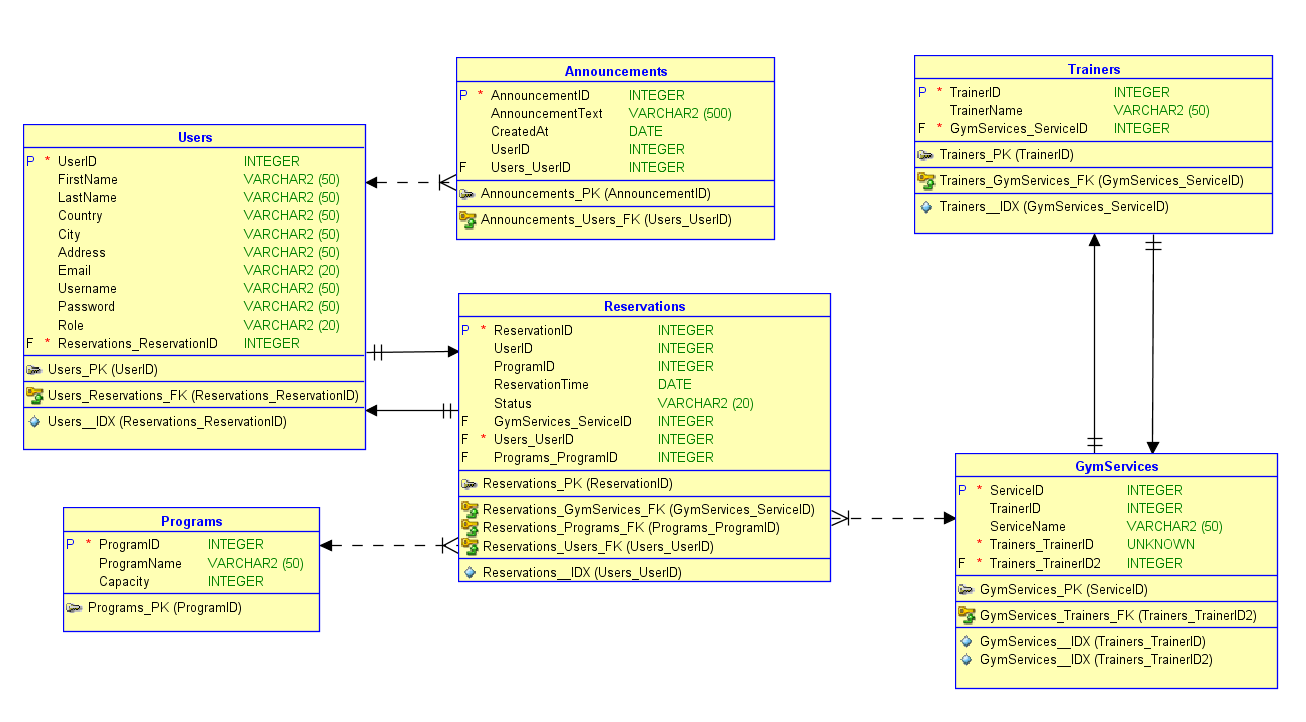 Announcements
P * AnnouncementID INTEGER
AnnouncementText VARCHAR2 (500)
CreatedAt DATE
UserID INTEGER
F Users_UserID INTEGER
Announcements_PK (AnnouncementID)
Announcements_Users_FK (Users_UserID)
Trainers
P * TrainerID INTEGER
TrainerName VARCHAR2 (50)
F * GymServices_ServiceID INTEGER
Trainers_PK (TrainerID)
Trainers_GymServices_FK (GymServices_ServiceID)
Trainers__IDX (GymServices_ServiceID)
Users
P * UserID INTEGER
FirstName VARCHAR2 (50)
LastName VARCHAR2 (50)
Country VARCHAR2 (50)
City VARCHAR2 (50)
Address VARCHAR2 (50)
Email VARCHAR2 (20)
Username VARCHAR2 (50)
Password VARCHAR2 (50)
Role VARCHAR2 (20)
F * Reservations_ReservationID INTEGER
Users_PK (UserID)
Users_Reservations_FK (Reservations_ReservationID)
Users__IDX (Reservations_ReservationID)
Reservations
P * ReservationID INTEGER
UserID INTEGER
ProgramID INTEGER
ReservationTime DATE
Status VARCHAR2 (20)
F GymServices_ServiceID INTEGER
F * Users_UserID INTEGER
F Programs_ProgramID INTEGER
Reservations_PK (ReservationID)
Reservations_GymServices_FK (GymServices_ServiceID)
Reservations_Programs_FK (Programs_ProgramID)
Reservations_Users_FK (Users_UserID)
Reservations__IDX (Users_UserID)
GymServices
P * ServiceID INTEGER
TrainerID INTEGER
ServiceName VARCHAR2 (50)
* Trainers_TrainerID UNKNOWN
F * Trainers_TrainerID2 INTEGER
GymServices_PK (ServiceID)
GymServices_Trainers_FK (Trainers_TrainerID2)
GymServices__IDX (Trainers_TrainerID)
GymServices__IDX (Trainers_TrainerID2)
Programs
P * ProgramID INTEGER
ProgramName VARCHAR2 (50)
Capacity INTEGER
Programs_PK (ProgramID)